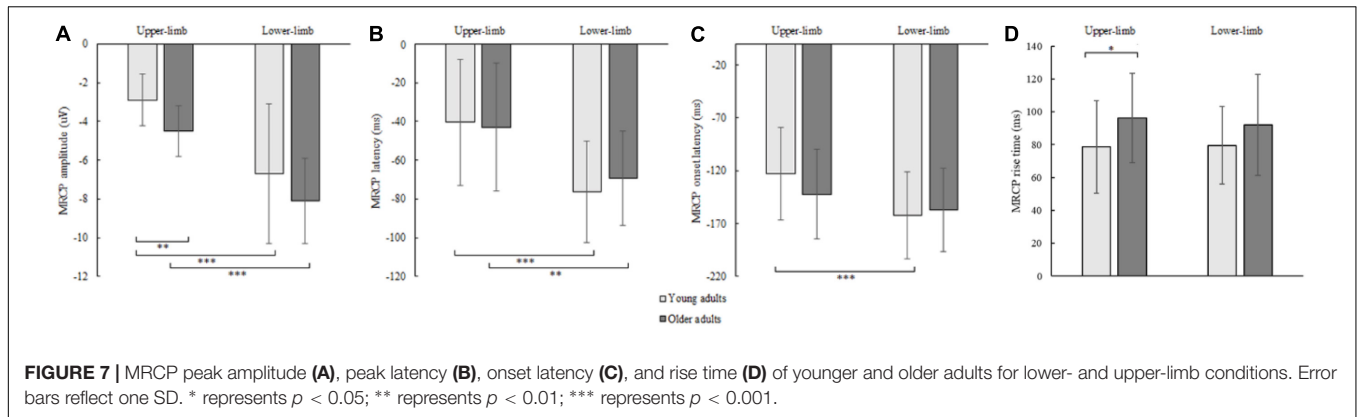 A
Upper-limb Lower-limb
0
-2
-4
-6
-8
-10
-12
MRCP amplitude (uV)
**
***
***
B
Upper-limb Lower-limb
0
-20
-40
-60
-80
-100
-120
MRCP latency (ms)
***
**
C
Upper-limb Lower-limb
-20
-70
-120
-170
-220
MRCP onset latency (ms)
***
D
Upper-limb Lower-limb
140
120
100
80
60
40
20
0
MRCP rise time (ms)
*
Young adults
Older adults
FIGURE 7 | MRCP peak amplitude (A), peak latency (B), onset latency (C), and rise time (D) of younger and older adults for lower- and upper-limb conditions. Error
bars reflect one SD. * represents p < 0.05; ** represents p < 0.01; *** represents p < 0.001.